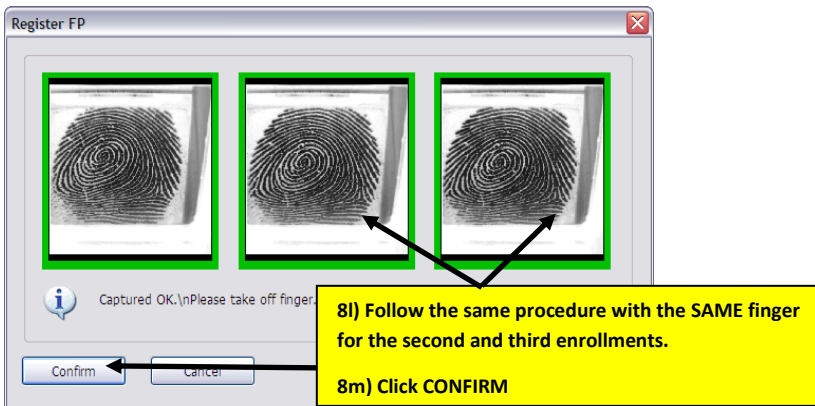 Register FP
Captured OK.\nPlease take off finger.
8l) Follow the same procedure with the SAME finger
for the second and third enrollments.
8m) Click CONFIRM
Confirm
Cancel